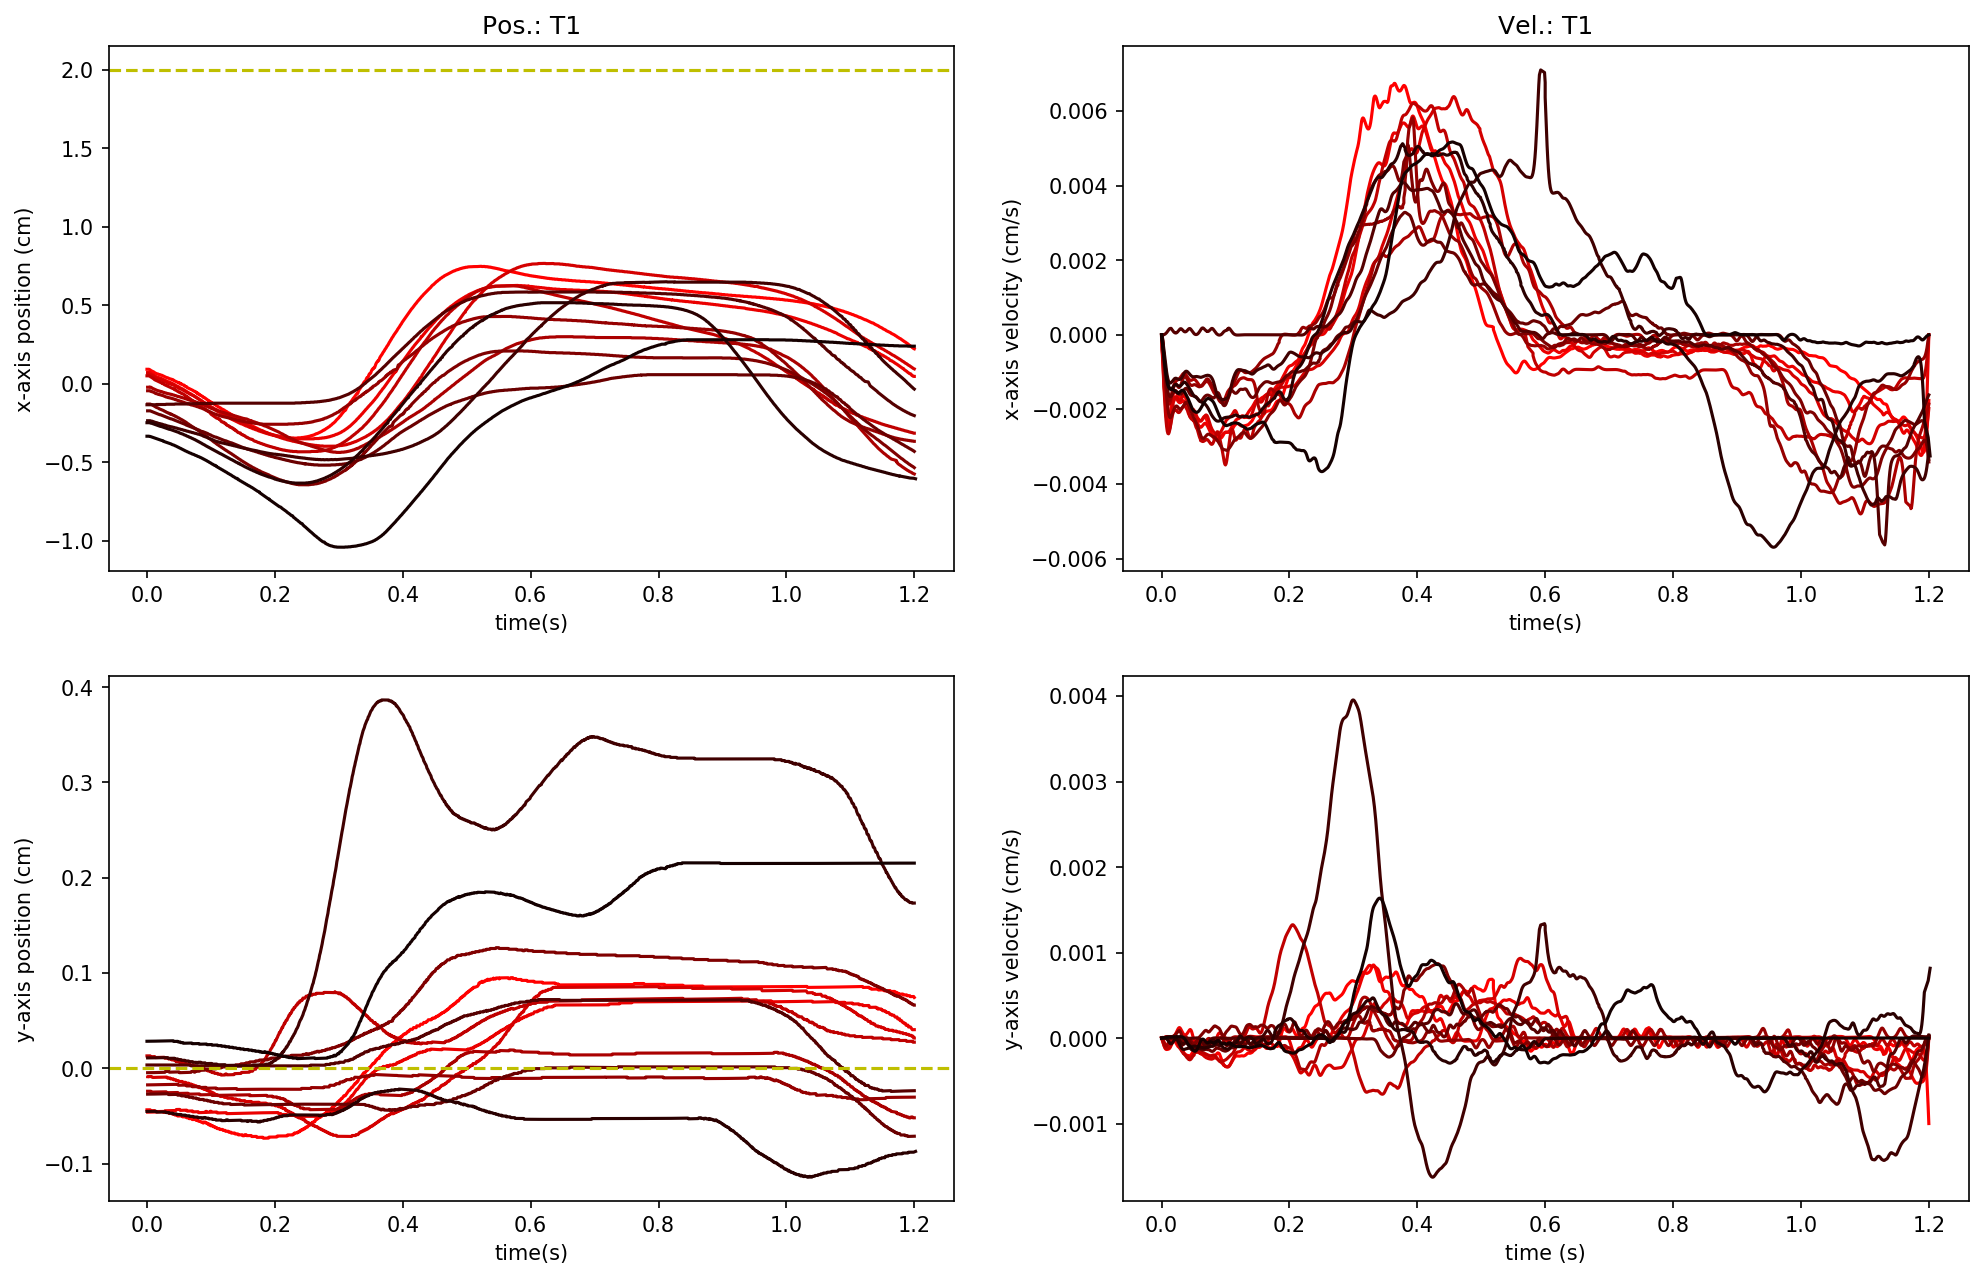 Pos.: T1
2.0
1.5
1.0
0.5
0.0
−0.5
−1.0
x-axis position (cm)
0.0 0.2 0.4 0.6 0.8 1.0 1.2
time(s)
Vel.: T1
0.006
0.004
0.002
0.000
−0.002
−0.004
−0.006
x-axis velocity (cm/s)
0.0 0.2 0.4 0.6 0.8 1.0 1.2
time(s)
0.4
0.3
0.2
0.1
0.0
−0.1
y-axis position (cm)
0.0 0.2 0.4 0.6 0.8 1.0 1.2
time(s)
0.004
0.003
0.002
0.001
0.000
−0.001
y-axis velocity (cm/s)
0.0 0.2 0.4 0.6 0.8 1.0 1.2
time (s)